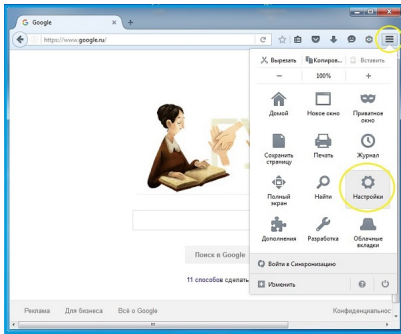 Google
https://www.google.ru/
Вырезать Копиров... Вставить
− 100% +
Домой Новое окно Приватное окно
Сохранить страницу Печать Журнал
Полный экран Найти Настройки
Дополнения Разработка Облачные вкладки
Поиск в Google
Войти в Синхронизацию
11 способов сделать
Изменить
Реклама Для бизнеса Всё о Google Конфиденциальнос